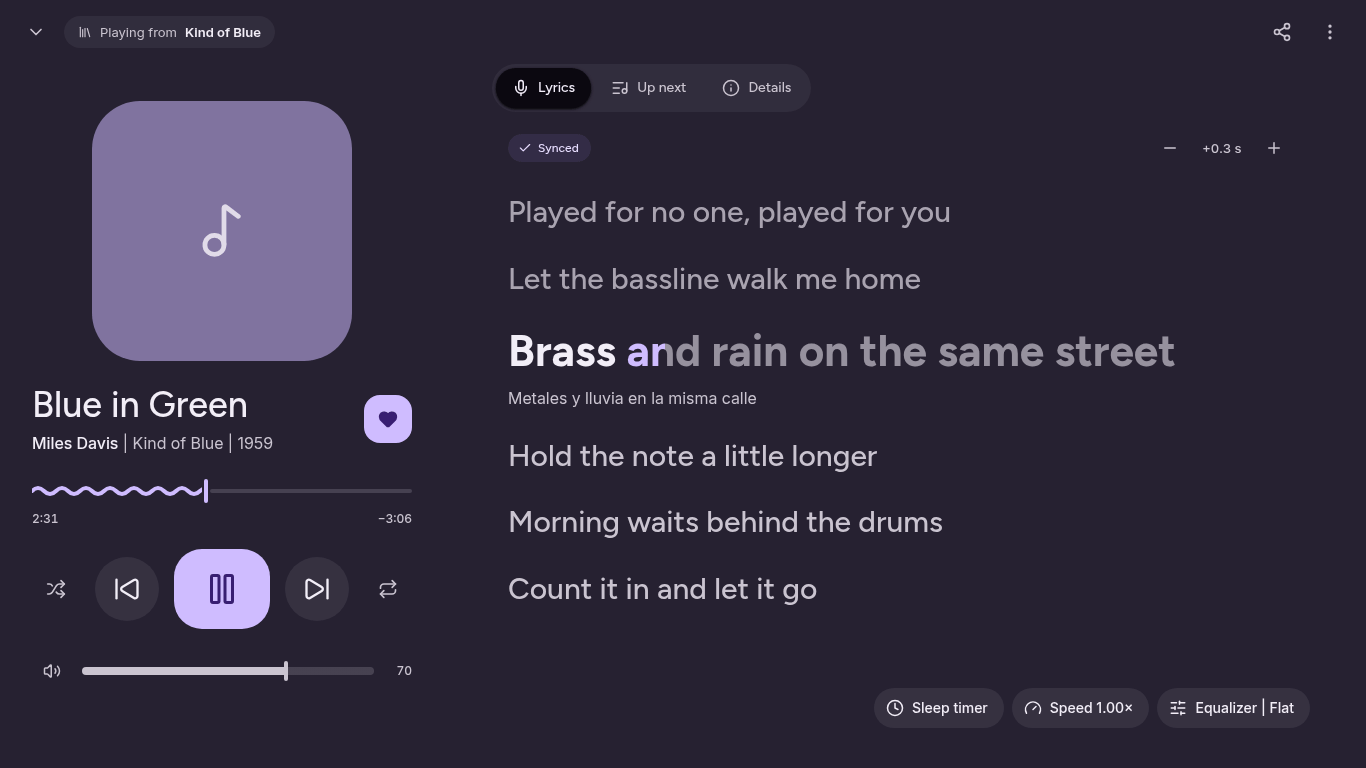 Playing from Kind of Blue
Lyrics
Up next
Details
Synced
+0.3 s
Played for no one, played for you
Let the bassline walk me home
Brass and rain on the same street
Metales y lluvia en la misma calle
Hold the note a little longer
Morning waits behind the drums
Count it in and let it go
Blue in Green
Miles Davis | Kind of Blue | 1959
2:31
−3:06
70
Sleep timer
Speed 1.00×
Equalizer | Flat